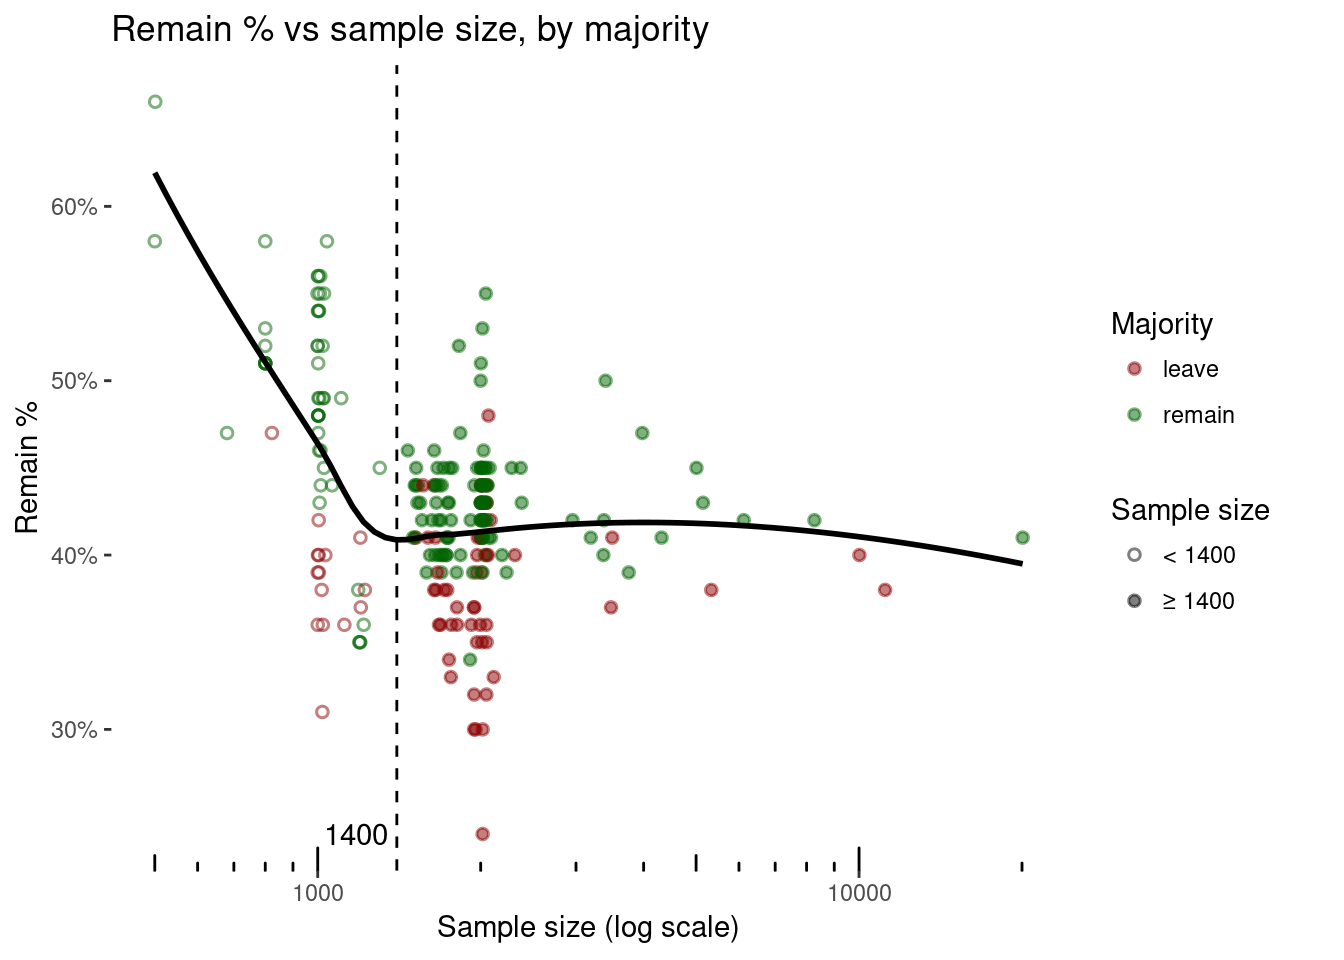 Remain % vs sample size, by majority
60%
50%
40%
30%
Remain %
1400
1000
10000
Sample size (log scale)
Majority
leave
remain
Sample size
< 1400
≥ 1400